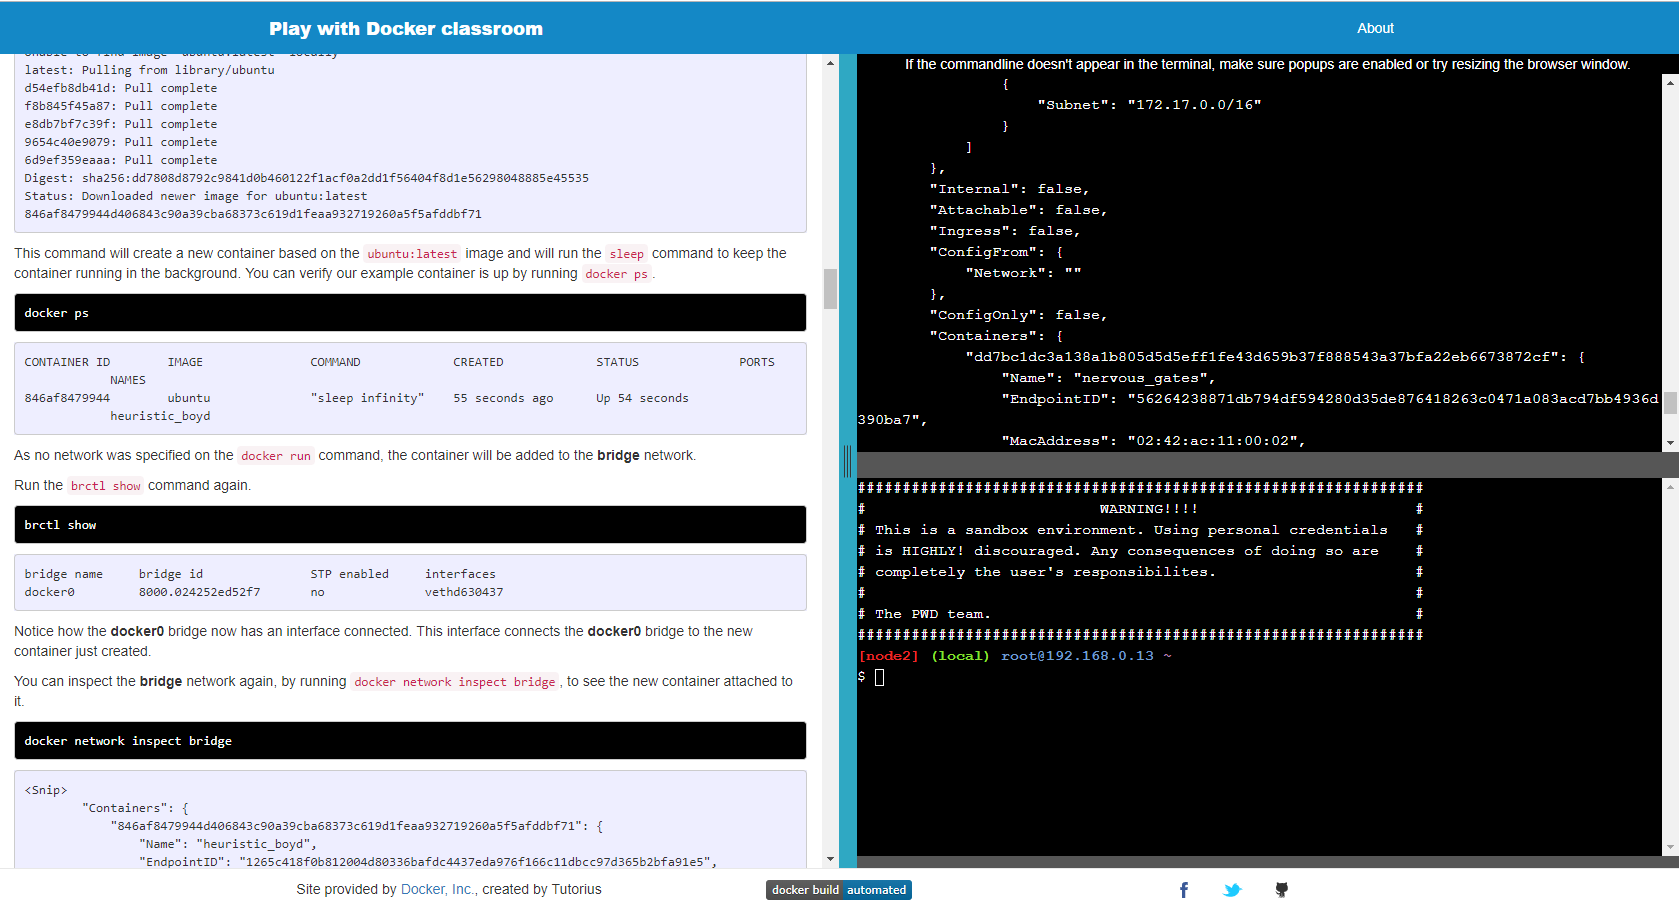 Play with Docker classroom
About
latest: Pulling from library/ubuntu
d54efb8db41d: Pull complete
f8b845f45a87: Pull complete
e8db7bf7c39f: Pull complete
9654c40e9079: Pull complete
6d9ef359eaaa: Pull complete
Digest: sha256:dd7808d8792c9841d0b460122f1acf0a2dd1f56404f8d1e56298048885e45535
Status: Downloaded newer image for ubuntu:latest
846af8479944d406843c90a39cba68373c619d1feaa932719260a5f5afddbf71
This command will create a new container based on the ubuntu:latest image and will run the sleep command to keep the
container running in the background. You can verify our example container is up by running docker ps.
docker ps
CONTAINER ID IMAGE COMMAND CREATED STATUS PORTS
NAMES
846af8479944 ubuntu "sleep infinity" 55 seconds ago Up 54 seconds
heuristic_boyd
As no network was specified on the docker run command, the container will be added to the bridge network.
Run the brctl show command again.
brctl show
bridge name bridge id STP enabled interfaces
docker0 8000.024252ed52f7 no vethd630437
Notice how the docker0 bridge now has an interface connected. This interface connects the docker0 bridge to the new
container just created.
You can inspect the bridge network again, by running docker network inspect bridge, to see the new container attached to
it.
docker network inspect bridge
<Snip>
"Containers": {
"846af8479944d406843c90a39cba68373c619d1feaa932719260a5f5afddbf71": {
"Name": "heuristic_boyd",
"EndpointID": "1265c418f0b812004d80336bafdc4437eda976f166c11dbcc97d365b2bfa91e5",
If the commandline doesn't appear in the terminal, make sure popups are enabled or try resizing the browser window.
{
"Subnet": "172.17.0.0/16"
}
]
},
"Internal": false,
"Attachable": false,
"Ingress": false,
"ConfigFrom": {
"Network": ""
},
"ConfigOnly": false,
"Containers": {
"dd7bc1dc3a138a1b805d5d5eff1fe43d659b37f888543a37bfa22eb6673872cf": {
"Name": "nervous_gates",
"EndpointID": "56264238871db794df594280d35de876418263c0471a083acd7bb4936d
390ba7",
"MacAddress": "02:42:ac:11:00:02",
###############################################################
# WARNING!!!! #
# This is a sandbox environment. Using personal credentials #
# is HIGHLY! discouraged. Any consequences of doing so are #
# completely the user's responsibilites. #
# #
# The PWD team. #
###############################################################
[node2] (local) root@192.168.0.13 ~
$
Site provided by Docker, Inc., created by Tutorius
docker build automated